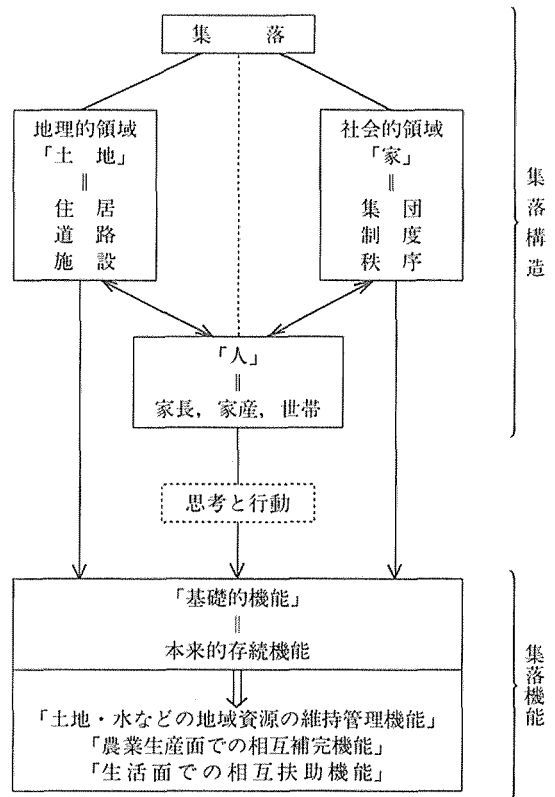 集　落
地理的領域
「土　地」
‖
住　居
道　路
施　設
社会的領域
「家」
‖
集　団
制　度
秩　序
「人」
‖
家長，家産，世帯
思考と行動
集落構造
「基礎的機能」
‖
本来的存続機能
「土地・水などの地域資源の維持管理機能」
「農業生産面での相互補完機能」
「生活面での相互扶助機能」
集落機能